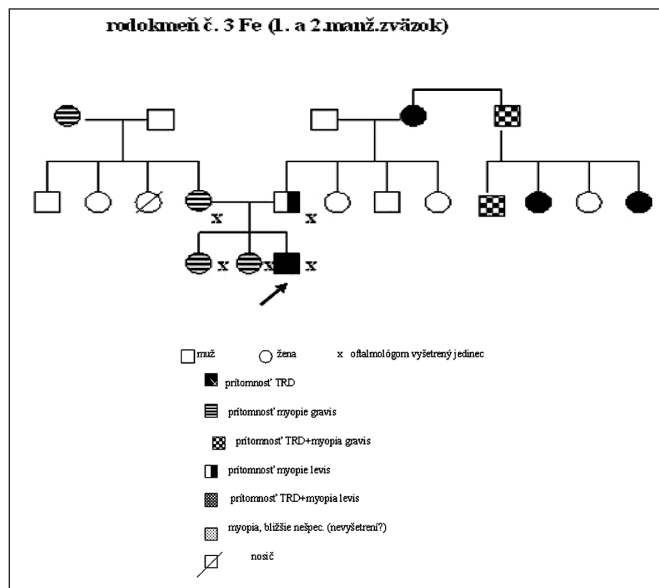 rodokmeň č. 3 Fe (1. a 2.manž.zväzok)
x x
x x x
muž žena x oftalmológom vyšetrený jedinec
prítomnosť TRD
prítomnosť myopie gravis
prítomnosť TRD+myopia gravis
prítomnosť myopie levis
prítomnosť TRD+myopia levis
myopia, bližšie nešpec. (nevyšetrení?)
nosič